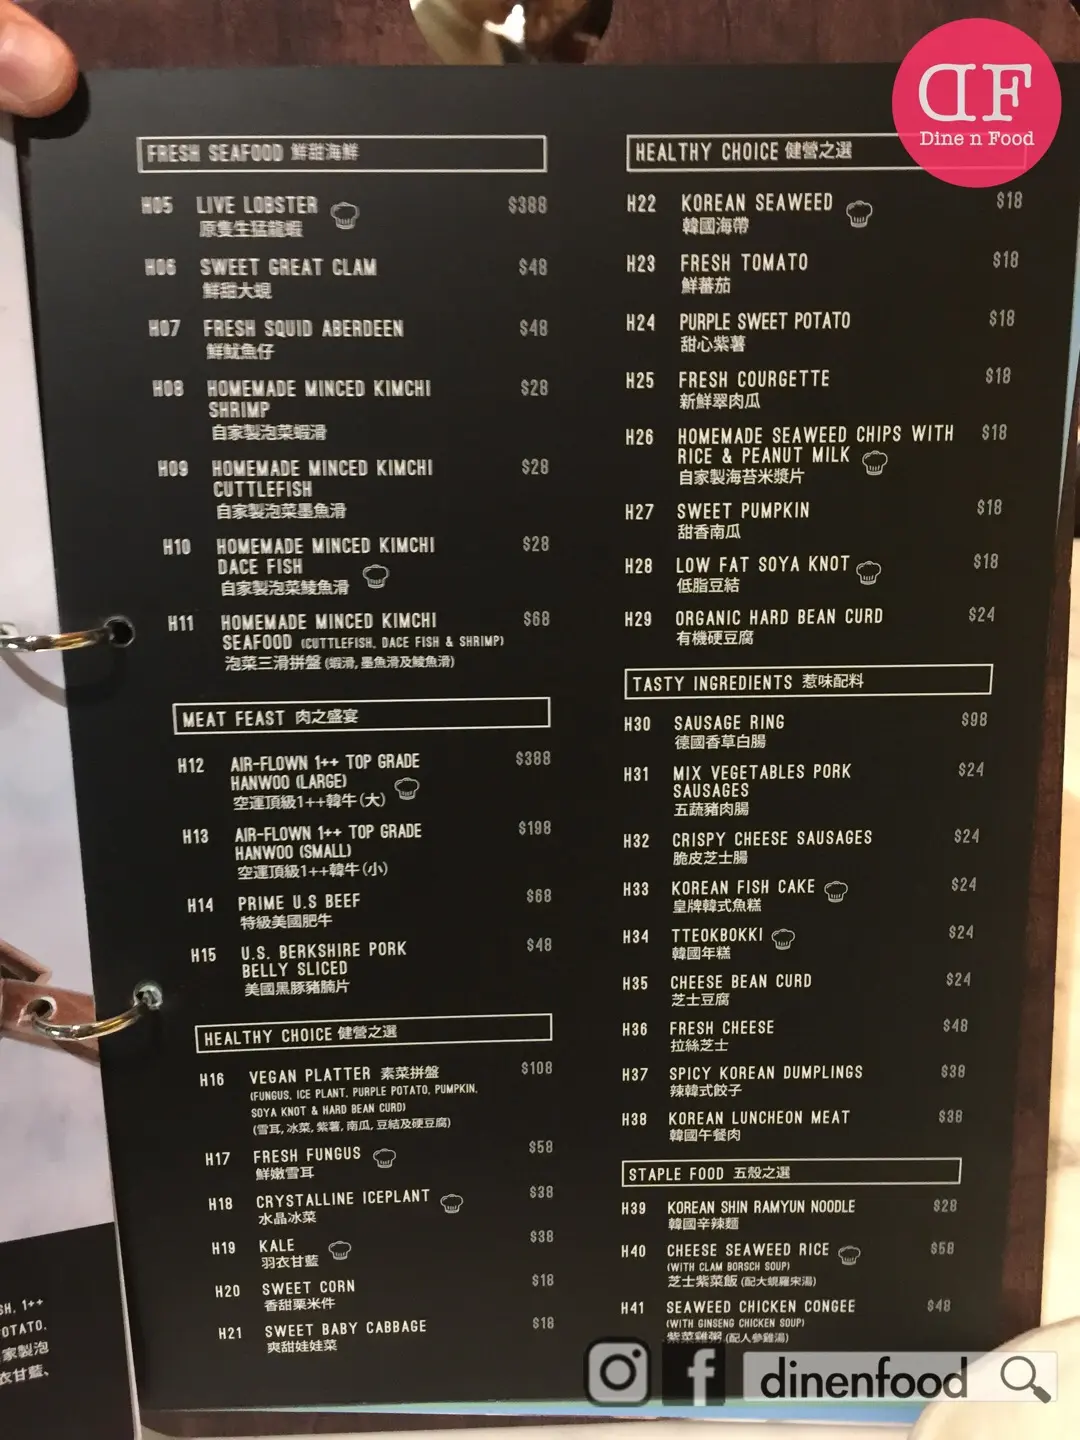 DF
Dine n Food
FRESH SEAFOOD 鮮甜海鮮
H05 LIVE LOBSTER $388
原隻生猛龍蝦
H06 SWEET GREAT CLAM $48
鮮甜大蜆
H07 FRESH SQUID ABERDEEN $48
鮮魷魚仔
H08 HOMEMADE MINCED KIMCHI $28
SHRIMP
自家製泡菜蝦滑
H09 HOMEMADE MINCED KIMCHI $28
CUTTLEFISH
自家製泡菜墨魚滑
H10 HOMEMADE MINCED KIMCHI $28
DACE FISH
自家製泡菜鯪魚滑
H11 HOMEMADE MINCED KIMCHI $68
SEAFOOD (CUTTLEFISH, DACE FISH & SHRIMP)
泡菜三滑拼盤 (蝦滑, 墨魚滑及鯪魚滑)
MEAT FEAST 肉之盛宴
H12 AIR-FLOWN 1++ TOP GRADE $388
HANWOO (LARGE)
空運頂級1++韓牛(大)
H13 AIR-FLOWN 1++ TOP GRADE $198
HANWOO (SMALL)
空運頂級1++韓牛(小)
H14 PRIME U.S BEEF $68
特級美國肥牛
H15 U.S. BERKSHIRE PORK $48
BELLY SLICED
美國黑豚豬腩片
HEALTHY CHOICE 健營之選
H16 VEGAN PLATTER 素菜拼盤 $108
(FUNGUS, ICE PLANT, PURPLE POTATO, PUMPKIN,
SOYA KNOT & HARD BEAN CURD)
(雪耳, 冰菜, 紫薯, 南瓜, 豆結及硬豆腐)
H17 FRESH FUNGUS $58
鮮嫩雪耳
H18 CRYSTALLINE ICEPLANT $38
水晶冰菜
H19 KALE $38
羽衣甘藍
H20 SWEET CORN $18
香甜粟米件
H21 SWEET BABY CABBAGE $18
爽甜娃娃菜
HEALTHY CHOICE 健營之選
H22 KOREAN SEAWEED $18
韓國海帶
H23 FRESH TOMATO $18
鮮蕃茄
H24 PURPLE SWEET POTATO $18
甜心紫薯
H25 FRESH COURGETTE $18
新鮮翠肉瓜
H26 HOMEMADE SEAWEED CHIPS WITH $18
RICE & PEANUT MILK
自家製海苔米漿片
H27 SWEET PUMPKIN $18
甜香南瓜
H28 LOW FAT SOYA KNOT $18
低脂豆結
H29 ORGANIC HARD BEAN CURD $24
有機硬豆腐
TASTY INGREDIENTS 惹味配料
H30 SAUSAGE RING $98
德國香草白腸
H31 MIX VEGETABLES PORK $24
SAUSAGES
五蔬豬肉腸
H32 CRISPY CHEESE SAUSAGES $24
脆皮芝士腸
H33 KOREAN FISH CAKE $24
皇牌韓式魚糕
H34 TTEOKBOKKI $24
韓國年糕
H35 CHEESE BEAN CURD $24
芝士豆腐
H36 FRESH CHEESE $48
拉絲芝士
H37 SPICY KOREAN DUMPLINGS $38
辣韓式餃子
H38 KOREAN LUNCHEON MEAT $38
韓國午餐肉
STAPLE FOOD 五殼之選
H39 KOREAN SHIN RAMYUN NOODLE $28
韓國辛辣麵
H40 CHEESE SEAWEED RICE $58
(WITH CLAM BORSCH SOUP)
芝士紫菜飯 (配大蜆羅宋湯)
H41 SEAWEED CHICKEN CONGEE $48
(WITH GINSENG CHICKEN SOUP)
紫菜雞粥 (配人參雞湯)
SH, 1++
OTATO,
家製泡
衣甘藍、
dinenfood